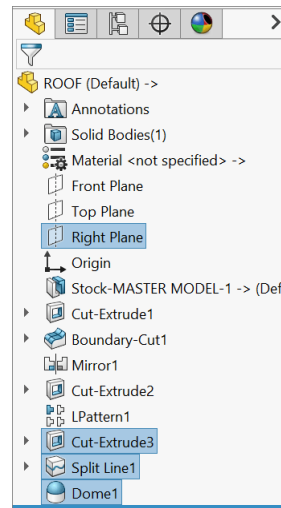 ROOF (Default) ->
Annotations
Solid Bodies(1)
Material <not specified> ->
Front Plane
Top Plane
Right Plane
Origin
Stock-MASTER MODEL-1 -> (Def
Cut-Extrude1
Boundary-Cut1
Mirror1
Cut-Extrude2
LPattern1
Cut-Extrude3
Split Line1
Dome1